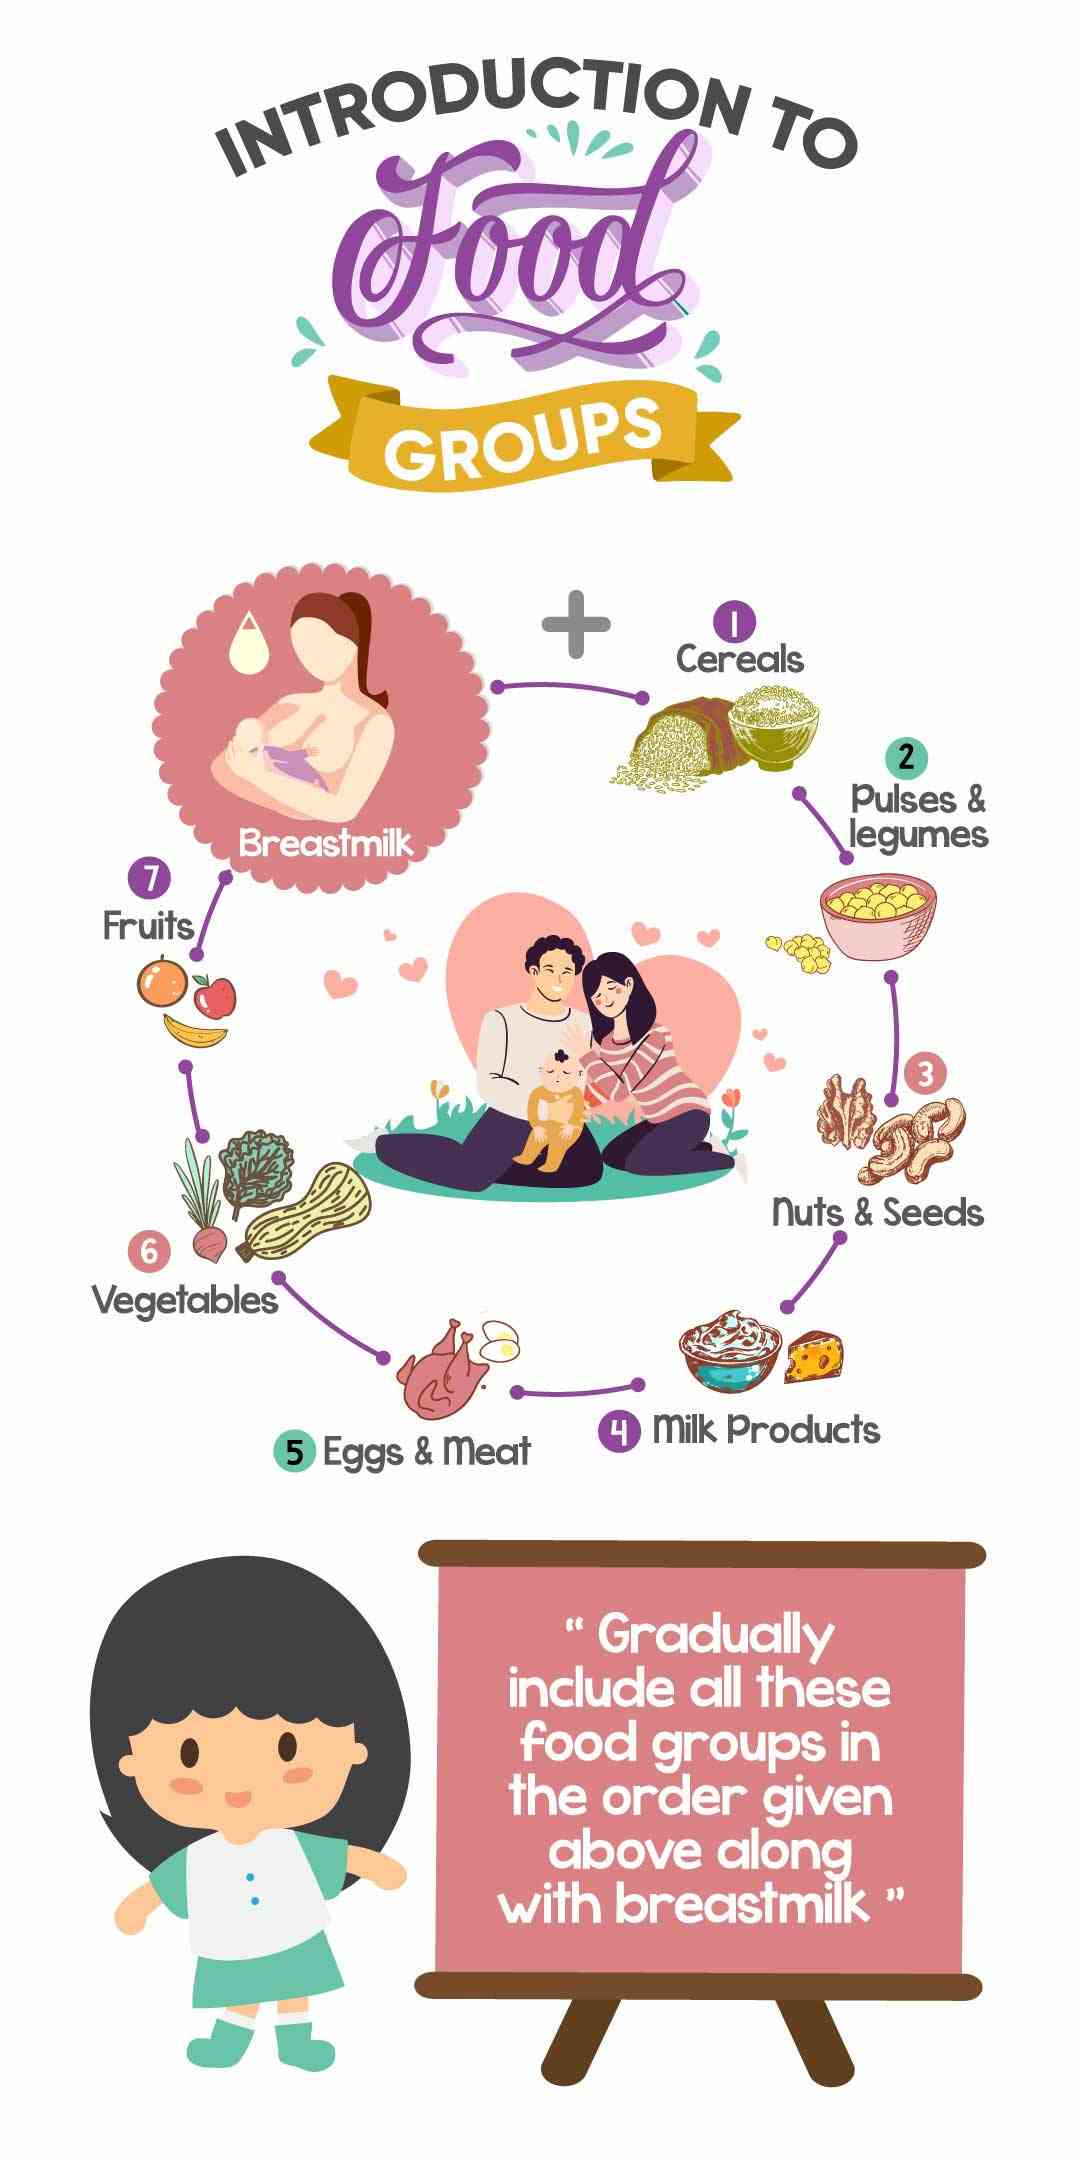 INTRODUCTION TO
Food
GROUPS
Breastmilk
+
1
Cereals
2
Pulses &
legumes
3
Nuts & Seeds
4 Milk Products
5 Eggs & Meat
6
Vegetables
7
Fruits
“ Gradually
include all these
food groups in
the order given
above along
with breastmilk ”